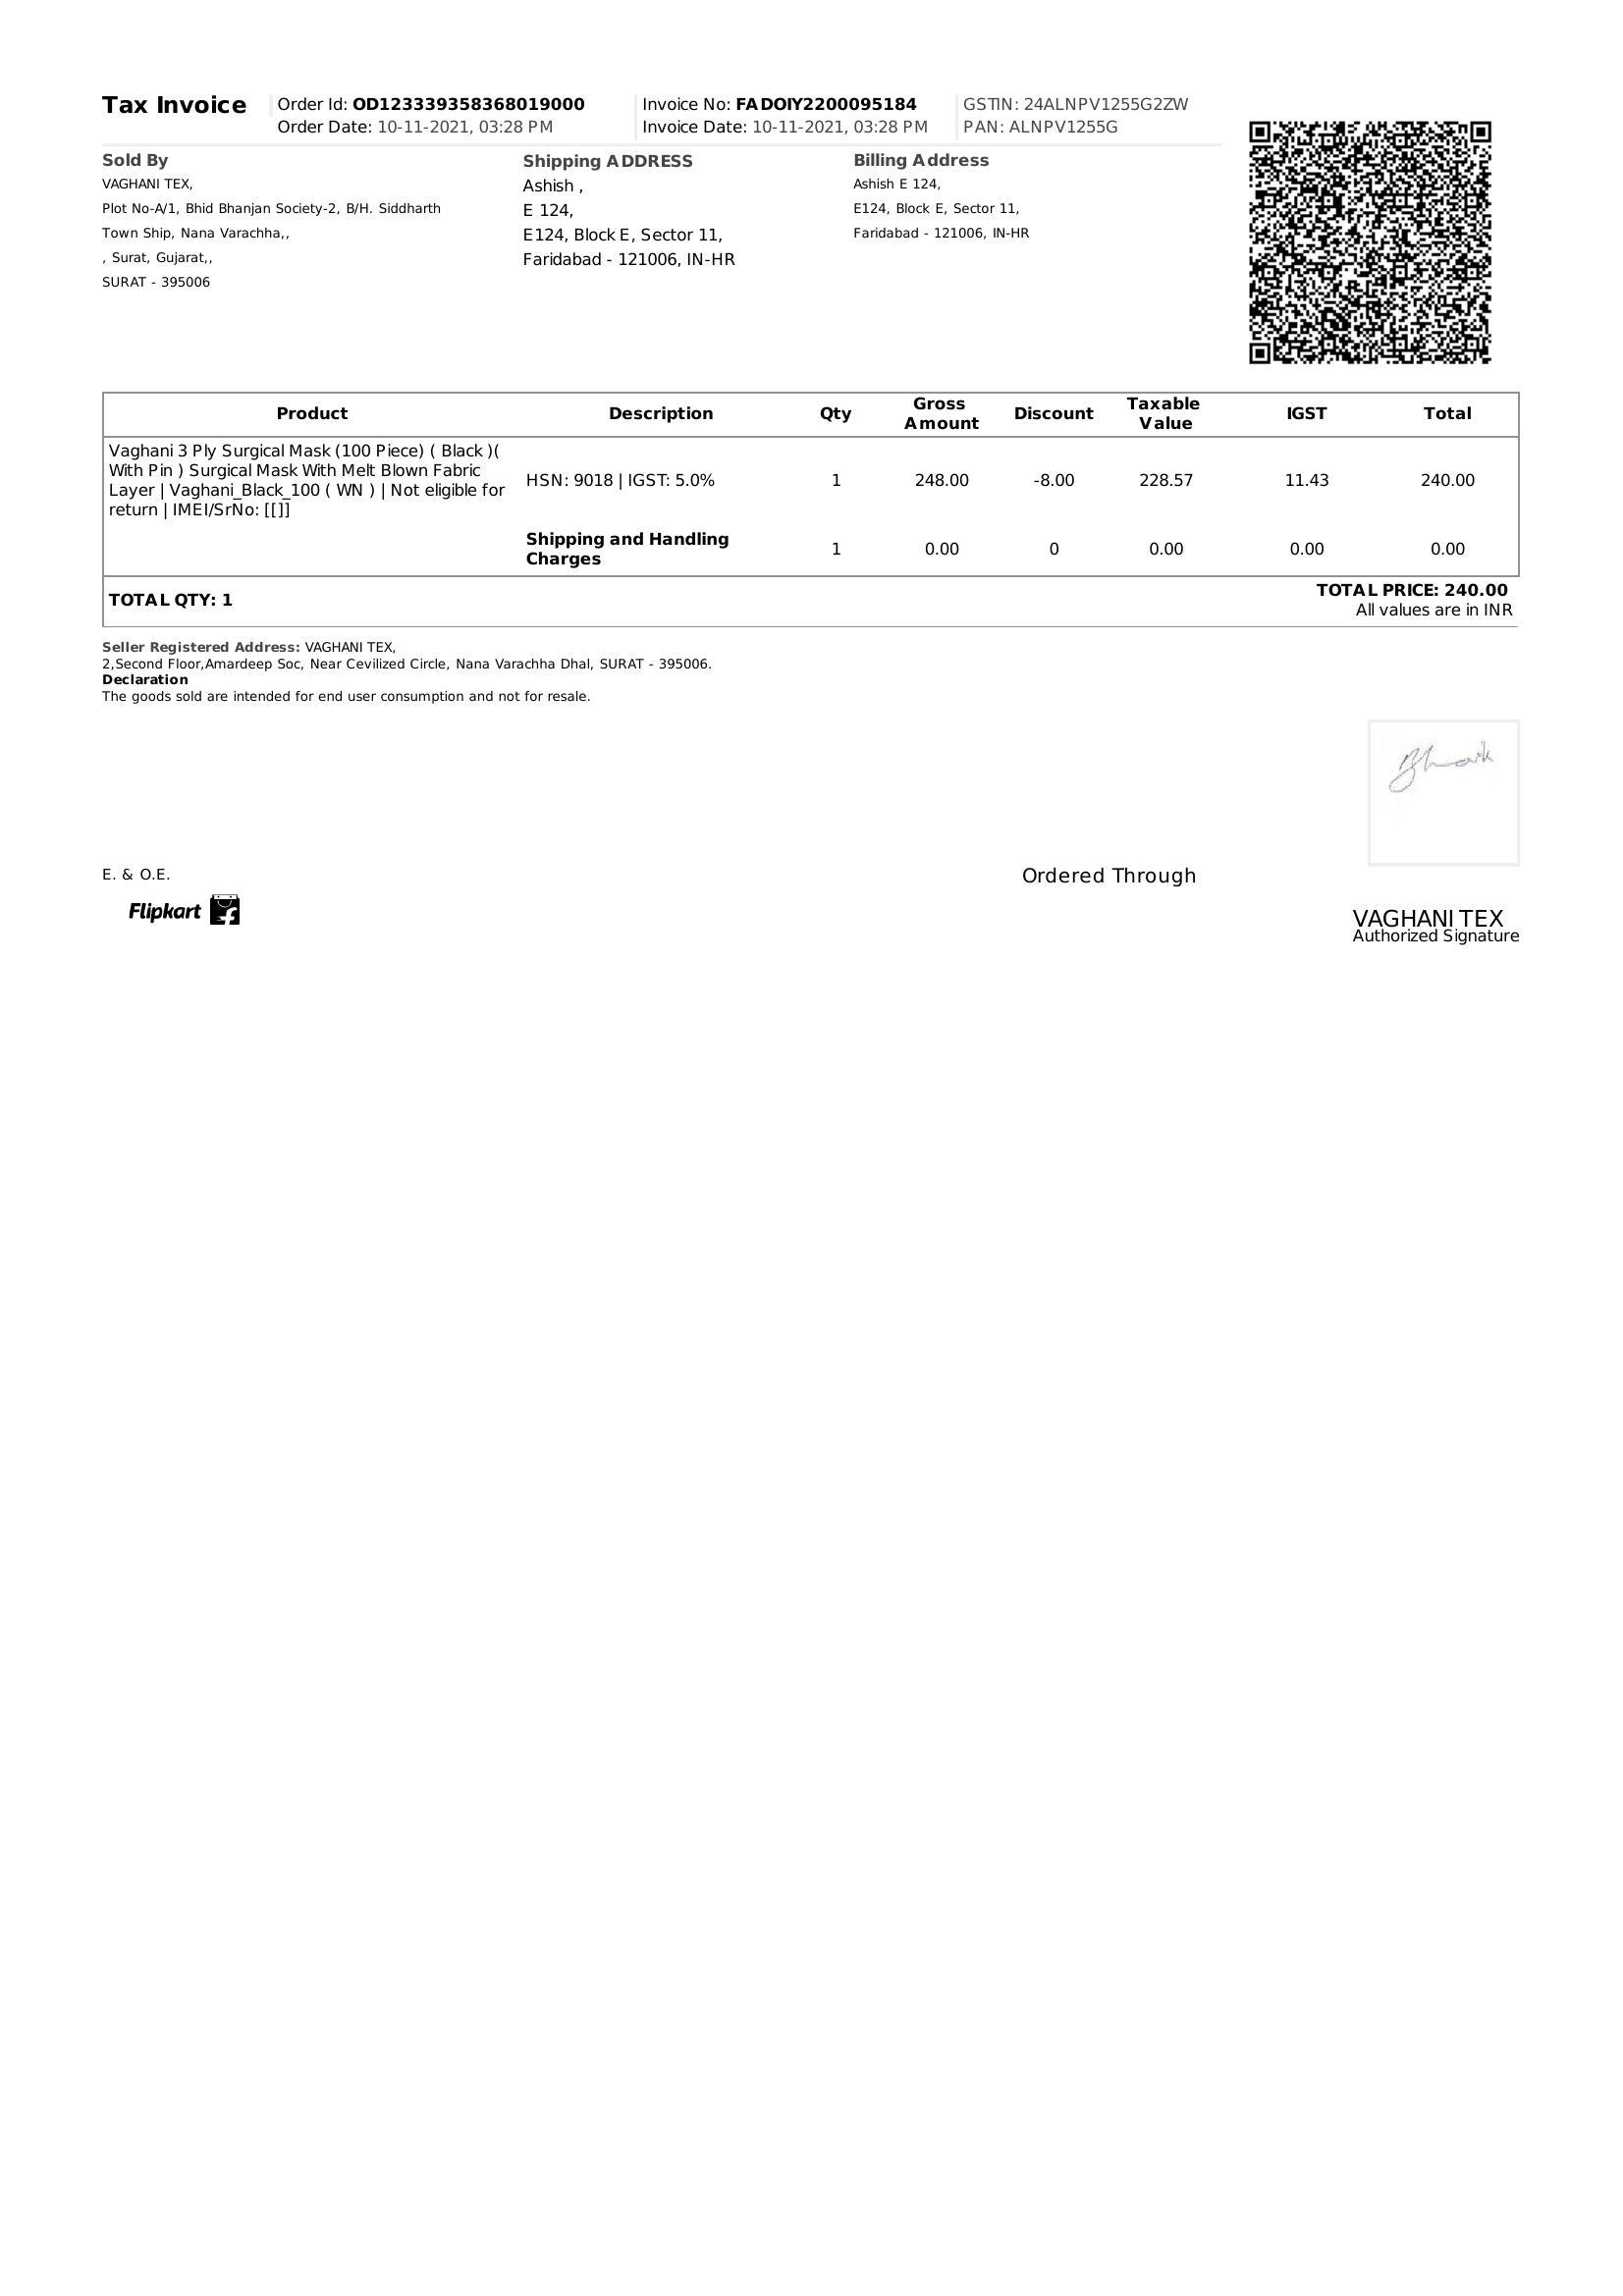 Tax Invoice
Order Id: OD123339358368019000
Order Date: 10-11-2021, 03:28 PM
Invoice No: FADOIY2200095184
Invoice Date: 10-11-2021, 03:28 PM
GSTIN: 24ALNPV1255G2ZW
PAN: ALNPV1255G
Sold By
VAGHANI TEX,
Plot No-A/1, Bhid Bhanjan Society-2, B/H. Siddharth
Town Ship, Nana Varachha,,
, Surat, Gujarat,,
SURAT - 395006
Shipping ADDRESS
Ashish ,
E 124,
E124, Block E, Sector 11,
Faridabad - 121006, IN-HR
Billing Address
Ashish E 124,
E124, Block E, Sector 11,
Faridabad - 121006, IN-HR
Product Description Qty Gross Amount Discount Taxable Value IGST Total
Vaghani 3 Ply Surgical Mask (100 Piece) ( Black )(
With Pin ) Surgical Mask With Melt Blown Fabric
Layer | Vaghani_Black_100 ( WN ) | Not eligible for
return | IMEI/SrNo: [[]]
HSN: 9018 | IGST: 5.0% 1 248.00 -8.00 228.57 11.43 240.00
Shipping and Handling
Charges
1 0.00 0 0.00 0.00 0.00
TOTAL QTY: 1
TOTAL PRICE: 240.00
All values are in INR
Seller Registered Address: VAGHANI TEX,
2,Second Floor,Amardeep Soc, Near Cevilized Circle, Nana Varachha Dhal, SURAT - 395006.
Declaration
The goods sold are intended for end user consumption and not for resale.
E. & O.E.
Ordered Through
Flipkart
VAGHANI TEX
Authorized Signature